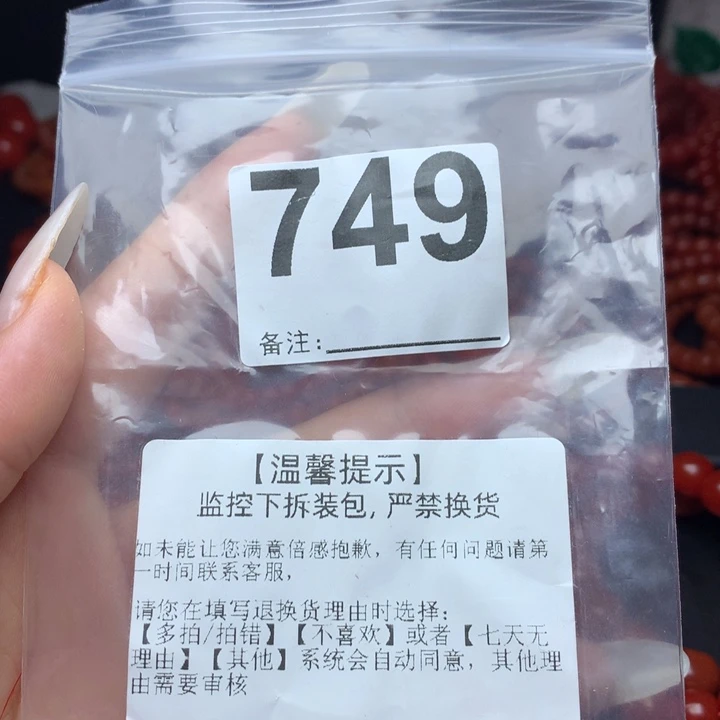 749
备注:
【温馨提示】
监控下拆装包,严禁换货
如未能让您满意倍感抱歉，有任何问题请第
一时间联系客服，
请您在填写退换货理由时选择:
【多拍/拍错】【不喜欢】或者【七天无
理由】【其他】系统会自动同意，其他理
由需要审核